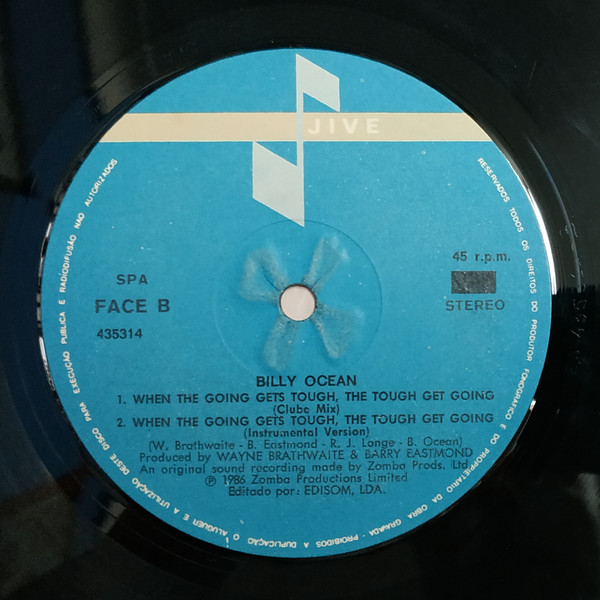 JIVE
RESERVADOS TODOS OS DIREITOS DO PRODUTOR FONOGRÁFICO E DO PROPRIETÁRIO DA OBRA GRAVADA - PROIBIDOS A DUPLICAÇÃO O ALUGUER E A UTILIZAÇÃO DESTE DISCO PARA EXECUÇÃO PUBLICA E RADIODIFUSÃO NÃO AUTORIZADOS
SPA
FACE B
435314
45 r.p.m.
STEREO
BILLY OCEAN
1. WHEN THE GOING GETS TOUGH, THE TOUGH GET GOING
(Clube Mix)
2. WHEN THE GOING GETS TOUGH, THE TOUGH GET GOING
(Instrumental Version)
(W. Brathwaite - B. Eastmond - R. J. Lange - B. Ocean)
Produced by WAYNE BRATHWAITE & BARRY EASTMOND
An original sound recording made by Zomba Prods. Ltd
℗ 1986 Zomba Productions Limited
Editado por: EDISOM, LDA.